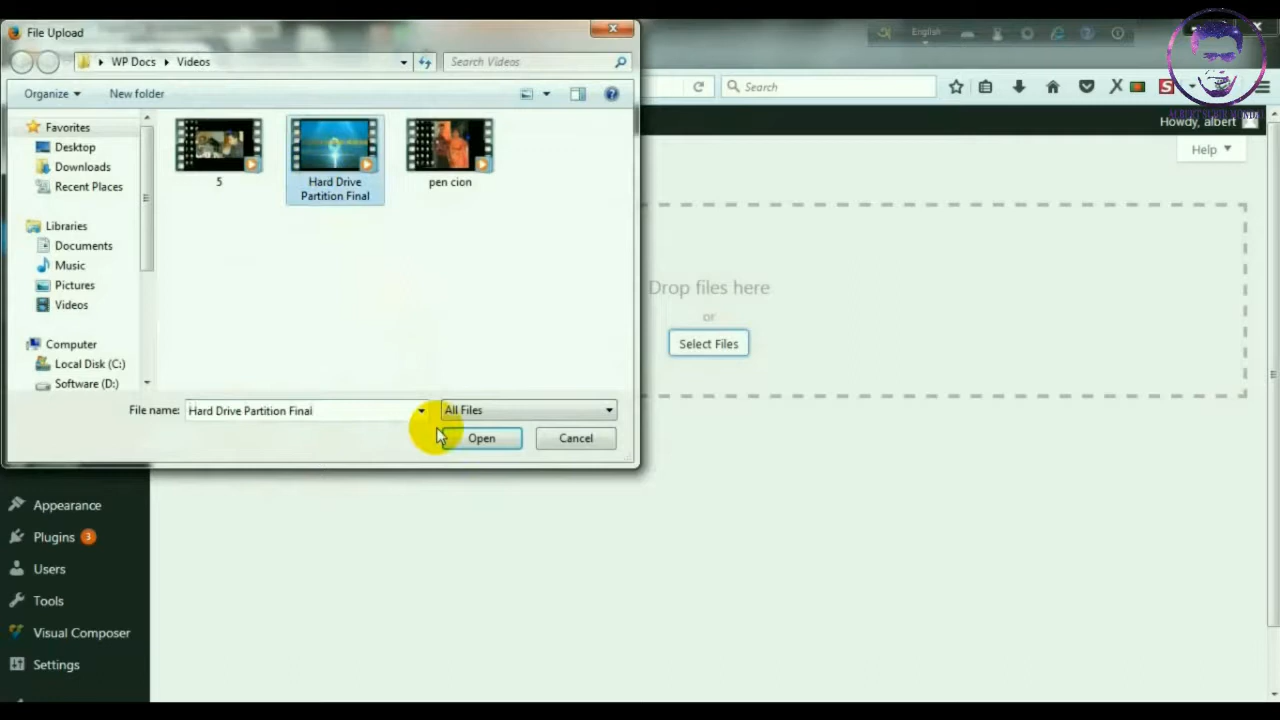 File Upload
WP Docs
Videos
Search Videos
Organize
New folder
Favorites
Desktop
Downloads
Recent Places
Libraries
Documents
Music
Pictures
Videos
Computer
Local Disk (C:)
Software (D:)
5
Hard Drive
Partition Final
pen cion
File name:
Hard Drive Partition Final
All Files
Open
Cancel
English
Search
Howdy, albert
Help
Drop files here
or
Select Files
Appearance
Plugins 3
Users
Tools
Visual Composer
Settings